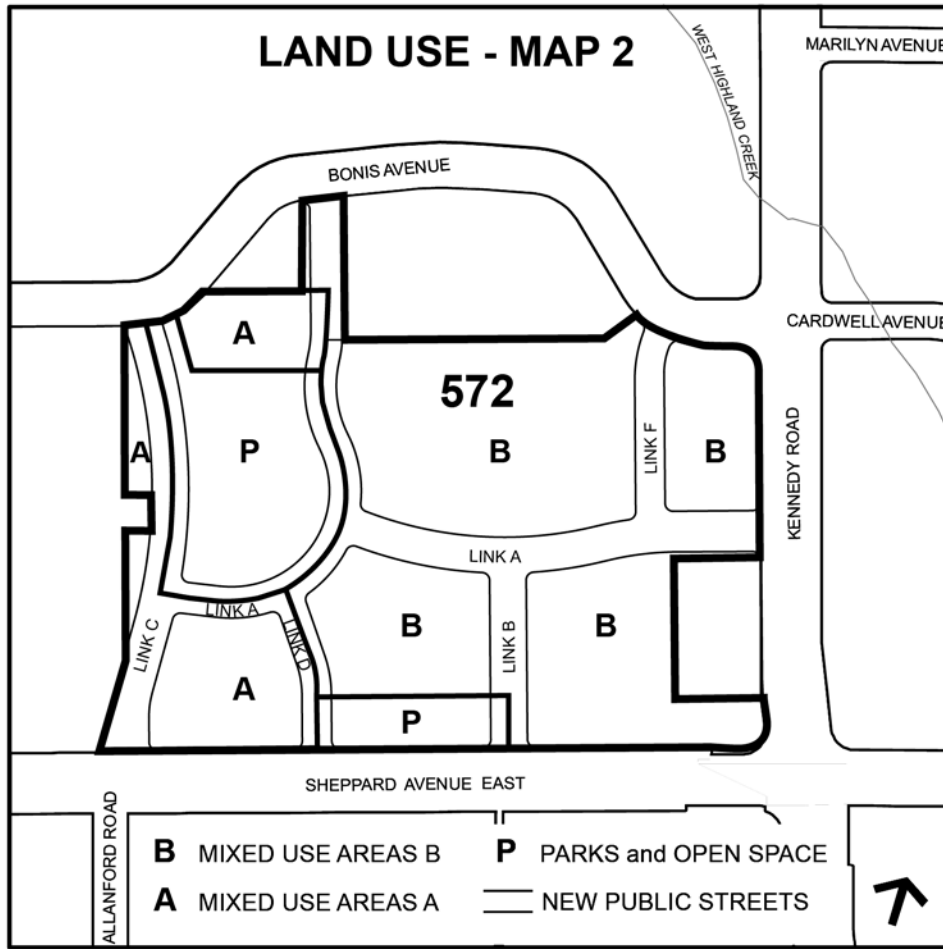 LAND USE - MAP 2
MARILYN AVENUE
WEST HIGHLAND CREEK
BONIS AVENUE
CARDWELL AVENUE
A
572
A
P
B
LINK F
B
KENNEDY ROAD
LINK A
LINK A
LINK C
LINK D
B
LINK B
B
A
P
SHEPPARD AVENUE EAST
ALLANFORD ROAD
B MIXED USE AREAS B
P PARKS and OPEN SPACE
A MIXED USE AREAS A
NEW PUBLIC STREETS